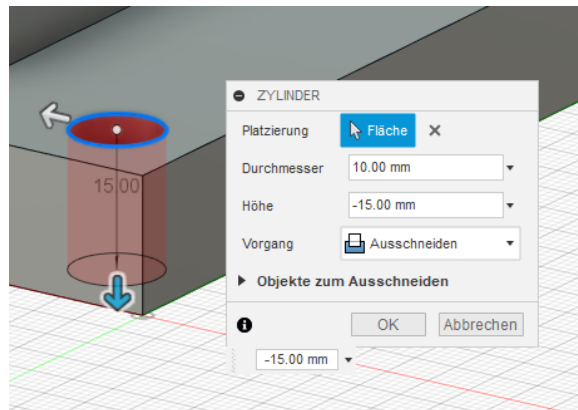 ZYLINDER
Platzierung Fläche
Durchmesser 10.00 mm
Höhe -15.00 mm
Vorgang Ausschneiden
Objekte zum Ausschneiden
OK Abbrechen
-15.00 mm
15.00